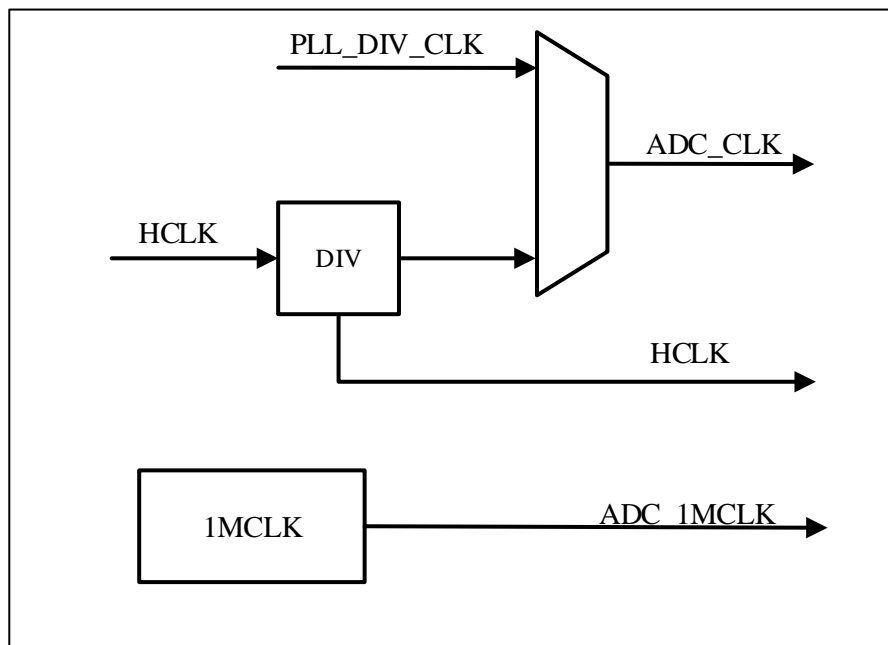 PLL_DIV_CLK
ADC_CLK
HCLK
DIV
HCLK
1MCLK
ADC_1MCLK